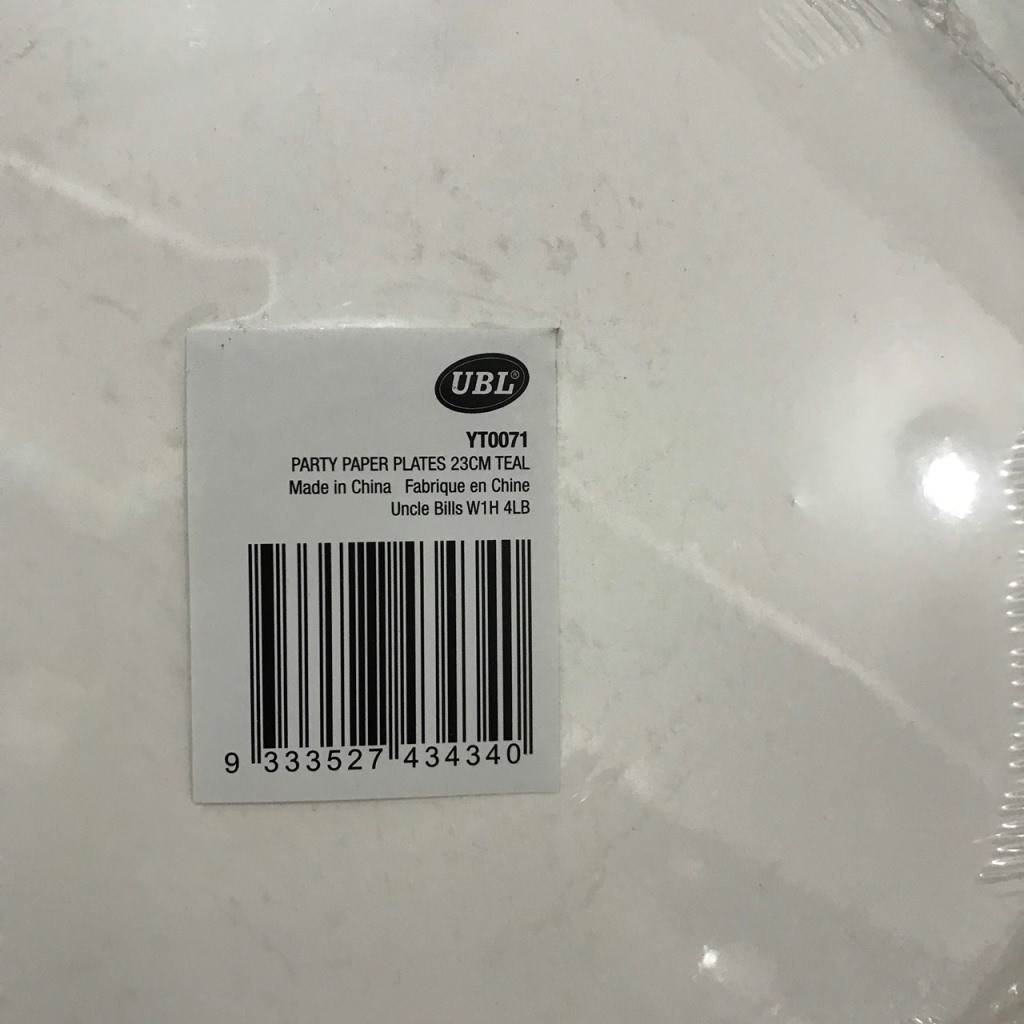 UBL®
YT0071
PARTY PAPER PLATES 23CM TEAL
Made in China Fabrique en Chine
Uncle Bills W1H 4LB
9 333527 434340